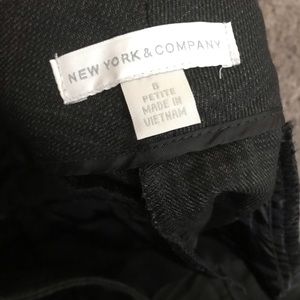 NEW YORK & COMPANY
6
PETITE
MADE IN
VIETNAM